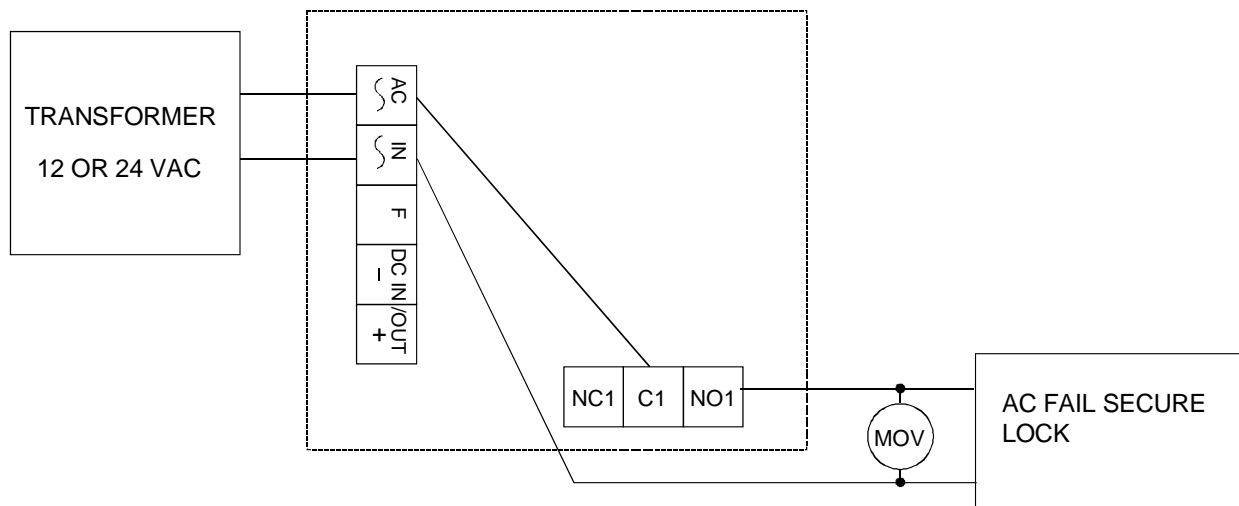 TRANSFORMER
12 OR 24 VAC
AC
IN
F
DC IN /OUT
−
+
NC1
C1
NO1
MOV
AC FAIL SECURE
LOCK